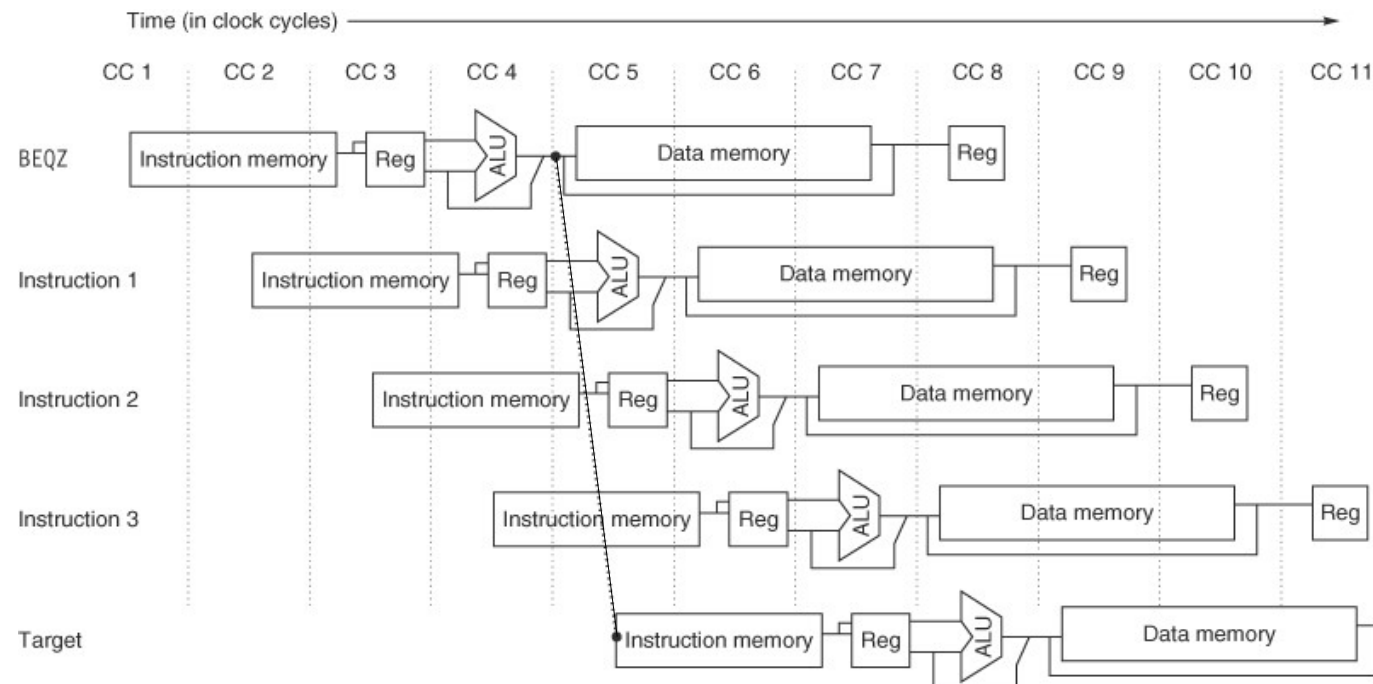 Time (in clock cycles)
CC 1 CC 2 CC 3 CC 4 CC 5 CC 6 CC 7 CC 8 CC 9 CC 10 CC 11
BEQZ Instruction memory Reg ALU Data memory Reg
Instruction 1 Instruction memory Reg ALU Data memory Reg
Instruction 2 Instruction memory Reg ALU Data memory Reg
Instruction 3 Instruction memory Reg ALU Data memory Reg
Target Instruction memory Reg ALU Data memory